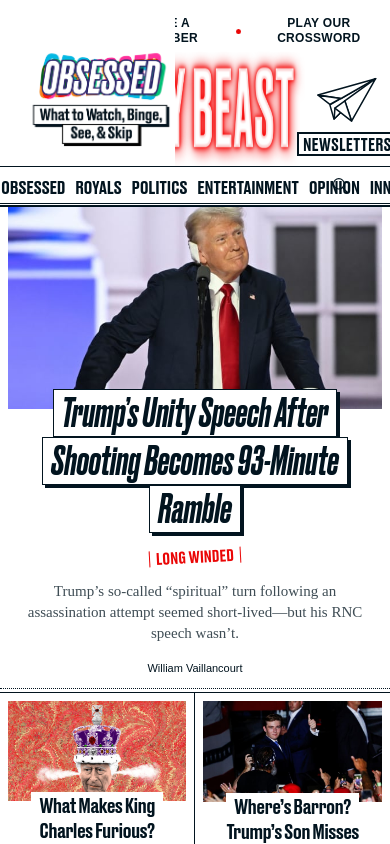 PLAY OUR
CROSSWORD
OBSESSED
What to Watch, Binge,
See, & Skip
BEAST
NEWSLETTERS
OBSESSED ROYALS POLITICS ENTERTAINMENT OPINION INN
Trump’s Unity Speech After
Shooting Becomes 93-Minute
Ramble
LONG WINDED
Trump’s so-called “spiritual” turn following an
assassination attempt seemed short-lived—but his RNC
speech wasn’t.
William Vaillancourt
What Makes King
Charles Furious?
Where’s Barron?
Trump’s Son Misses